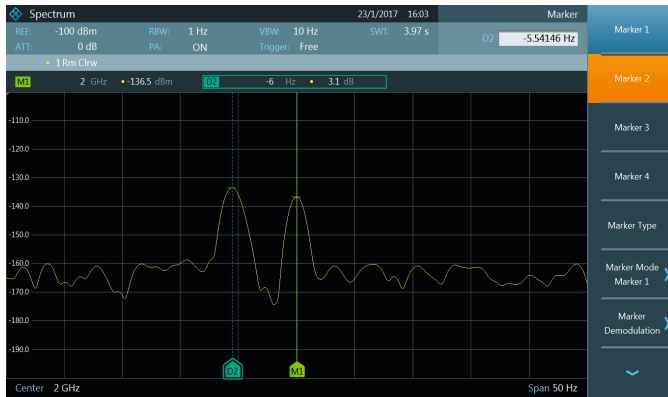 Spectrum 23/1/2017 16:03 Marker
REF: -100 dBm RBW: 1 Hz VBW: 10 Hz SWT: 3.97 s
ATT: 0 dB PA: ON Trigger: Free
D2 -5.54146 Hz
1 Rm Clrw
M1 2 GHz -136.5 dBm D2 -6 Hz 3.1 dB
-110.0
-120.0
-130.0
-140.0
-150.0
-160.0
-170.0
-180.0
-190.0
D2 M1
Center 2 GHz Span 50 Hz
Marker 1
Marker 2
Marker 3
Marker 4
Marker Type
Marker Mode
Marker 1
Marker
Demodulation